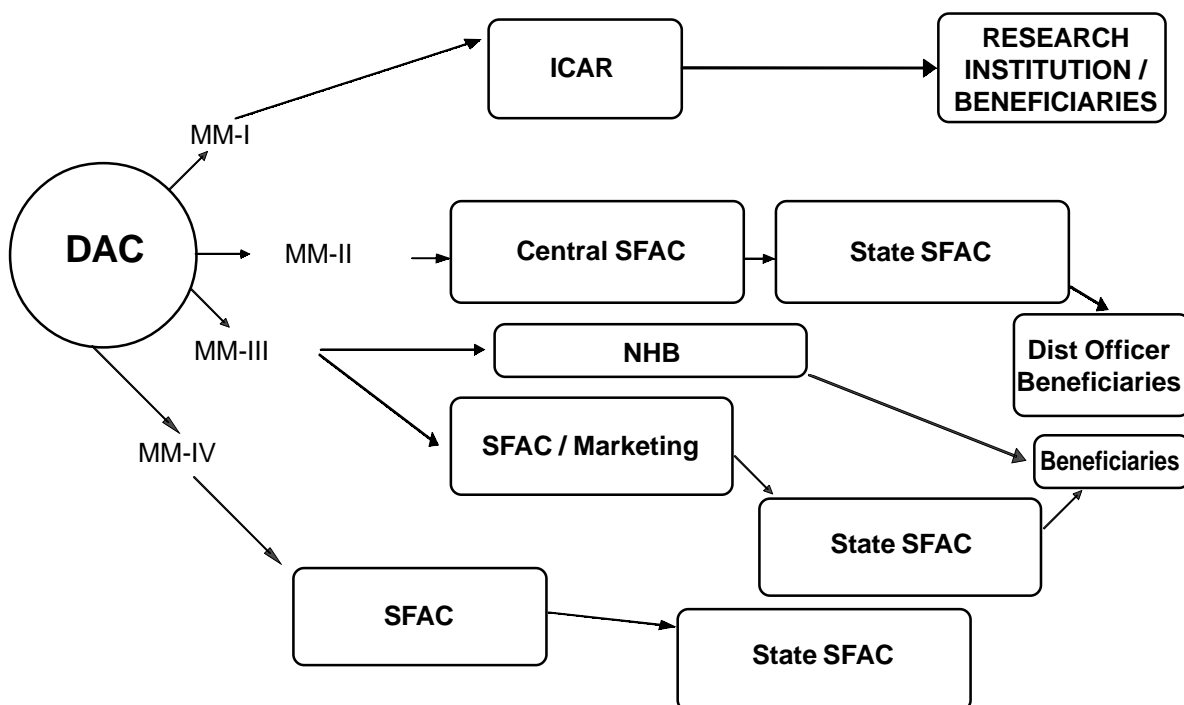 ICAR
RESEARCH
INSTITUTION /
BENEFICIARIES
MM-I
DAC
MM-II
Central SFAC
State SFAC
MM-III
NHB
Dist Officer
Beneficiaries
MM-IV
SFAC / Marketing
Beneficiaries
State SFAC
SFAC
State SFAC